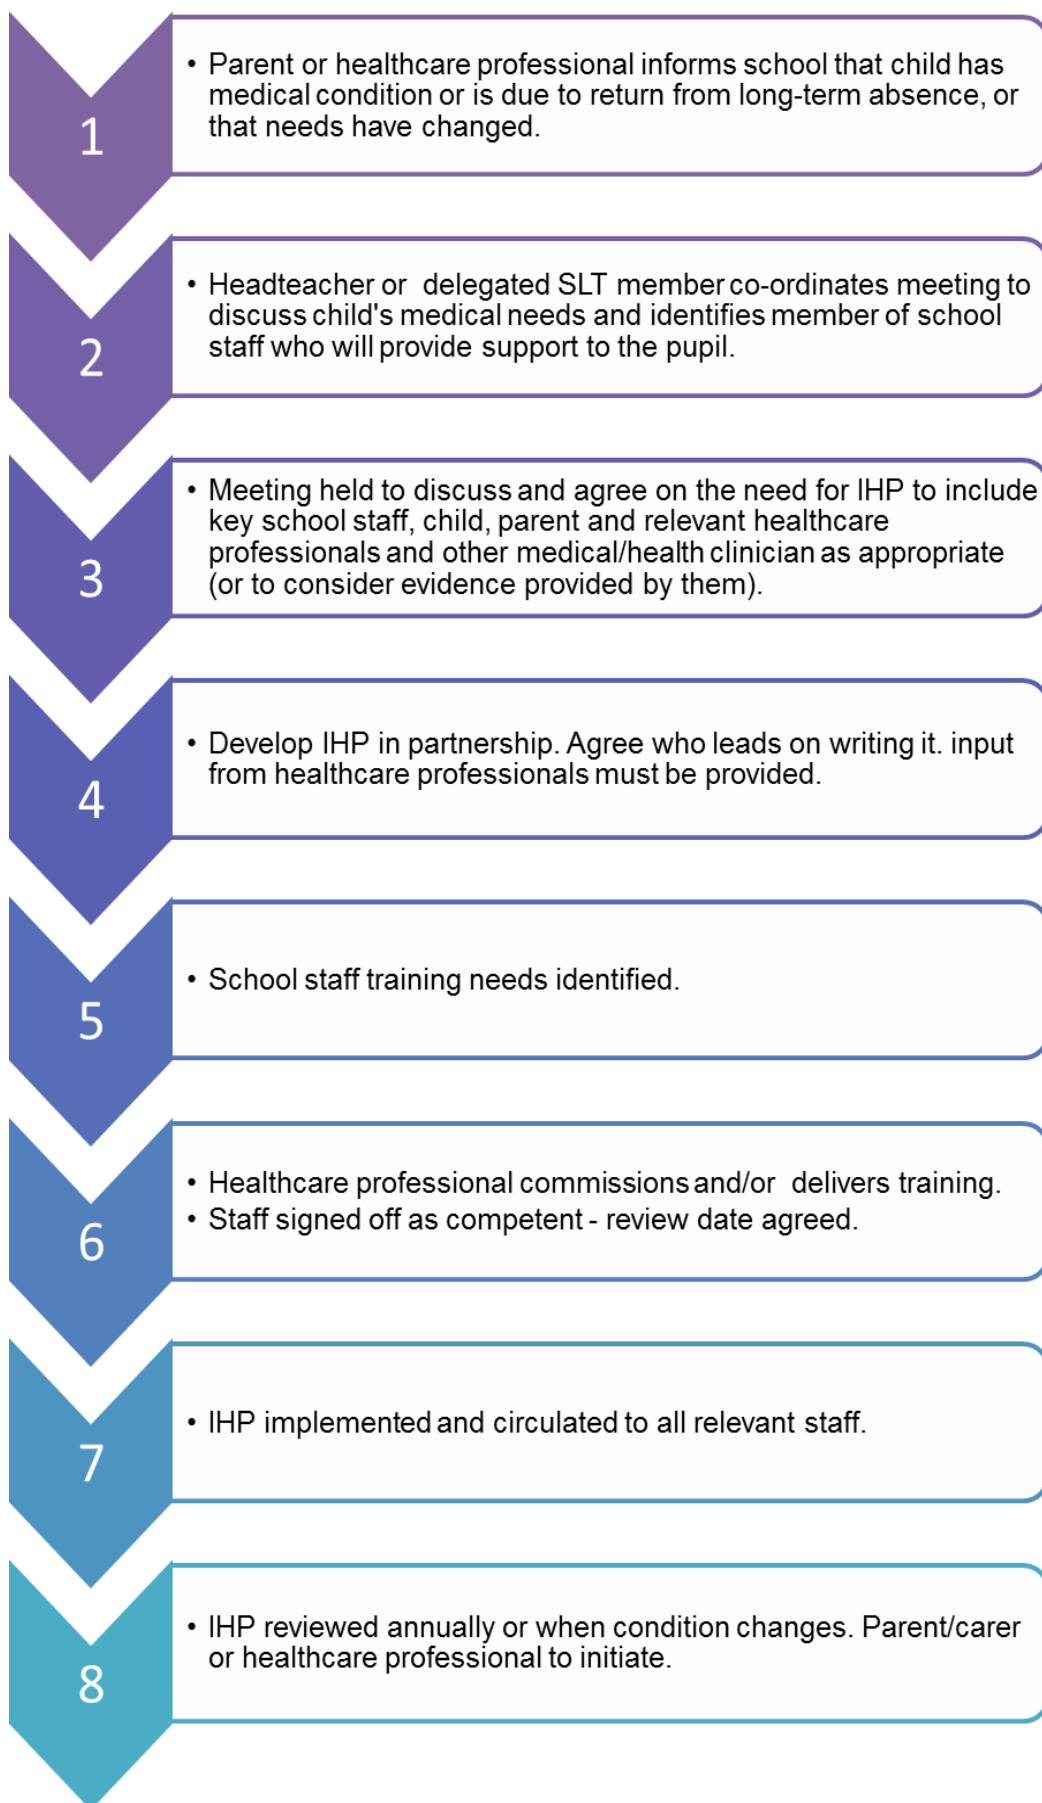 1
• Parent or healthcare professional informs school that child has
medical condition or is due to return from long-term absence, or
that needs have changed.
2
• Headteacher or delegated SLT member co-ordinates meeting to
discuss child's medical needs and identifies member of school
staff who will provide support to the pupil.
3
• Meeting held to discuss and agree on the need for IHP to include
key school staff, child, parent and relevant healthcare
professionals and other medical/health clinician as appropriate
(or to consider evidence provided by them).
4
• Develop IHP in partnership. Agree who leads on writing it. input
from healthcare professionals must be provided.
5
• School staff training needs identified.
6
• Healthcare professional commissions and/or delivers training.
• Staff signed off as competent - review date agreed.
7
• IHP implemented and circulated to all relevant staff.
8
• IHP reviewed annually or when condition changes. Parent/carer
or healthcare professional to initiate.